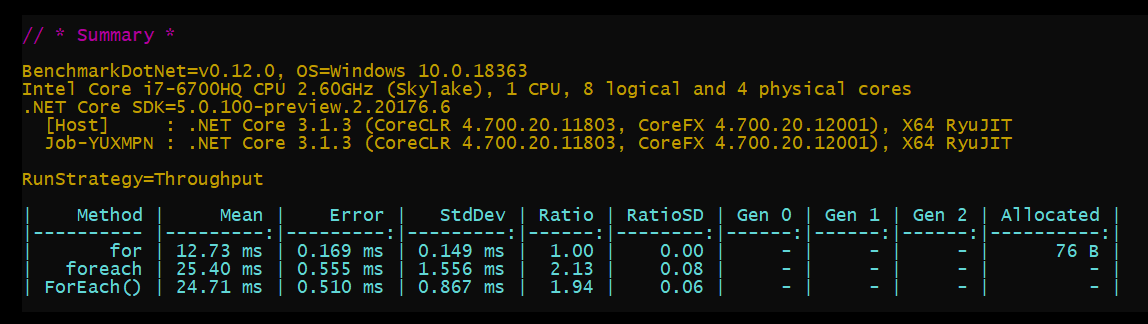 // * Summary *
BenchmarkDotNet=v0.12.0, OS=Windows 10.0.18363
Intel Core i7-6700HQ CPU 2.60GHz (Skylake), 1 CPU, 8 logical and 4 physical cores
.NET Core SDK=5.0.100-preview.2.20176.6
  [Host]     : .NET Core 3.1.3 (CoreCLR 4.700.20.11803, CoreFX 4.700.20.12001), X64 RyuJIT
  Job-YUXMPN : .NET Core 3.1.3 (CoreCLR 4.700.20.11803, CoreFX 4.700.20.12001), X64 RyuJIT
RunStrategy=Throughput
|    Method |     Mean |    Error |   StdDev | Ratio | RatioSD | Gen 0 | Gen 1 | Gen 2 | Allocated |
|---------- |---------:|---------:|---------:|------:|--------:|------:|------:|------:|----------:|
|       for | 12.73 ms | 0.169 ms | 0.149 ms |  1.00 |    0.00 |     - |     - |     - |      76 B |
|   foreach | 25.40 ms | 0.555 ms | 1.556 ms |  2.13 |    0.08 |     - |     - |     - |         - |
| ForEach() | 24.71 ms | 0.510 ms | 0.867 ms |  1.94 |    0.06 |     - |     - |     - |         - |